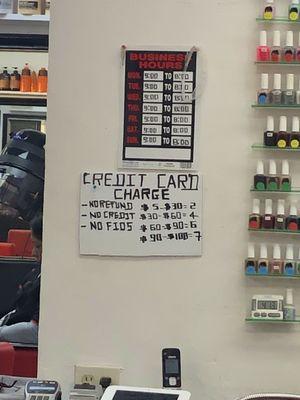 BUSINESS
HOURS
MON. 9:00 TO 8:00
TUE. 9:00 TO 8:00
WED. 9:00 TO 8:00
THU. 9:00 TO 8:00
FRI. 9:00 TO 8:00
SAT. 9:00 TO 8:00
SUN. 9:00 TO 8:00
CREDIT CARD
CHARGE
- NO REFUND $5-$30=2
- NO CREDIT $30-$60=4
- NO FIOS $60-$90=6
$90-$100=7